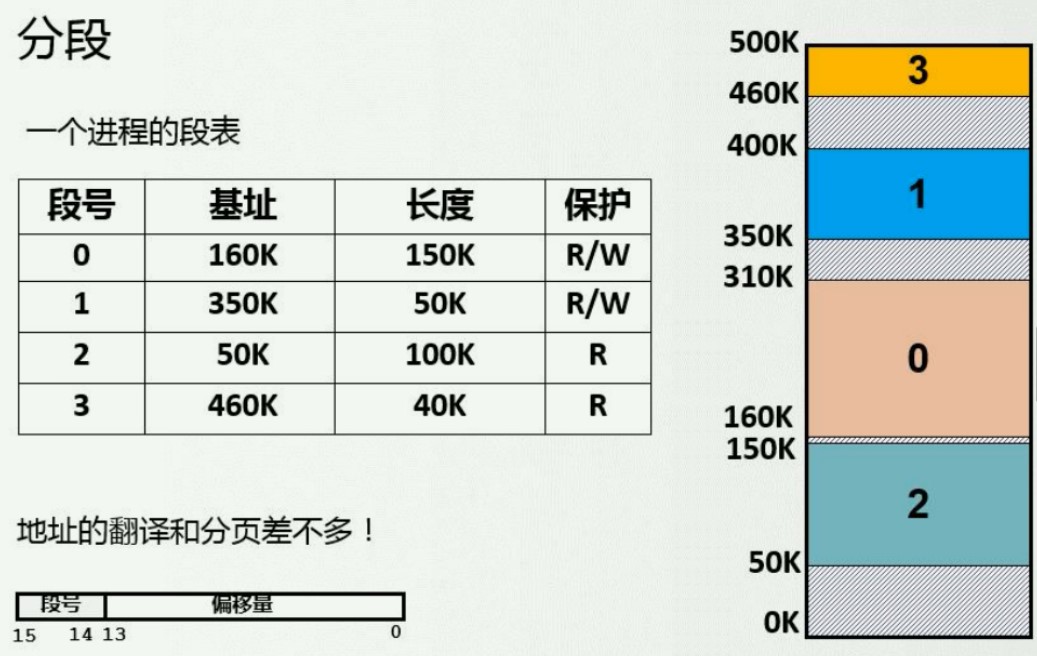 分段
一个进程的段表
段号 基址 长度 保护
0 160K 150K R/W
1 350K 50K R/W
2 50K 100K R
3 460K 40K R
地址的翻译和分页差不多！
段号 偏移量
15 14 13 0
500K
3
460K
400K
1
350K
310K
0
160K
150K
2
50K
0K